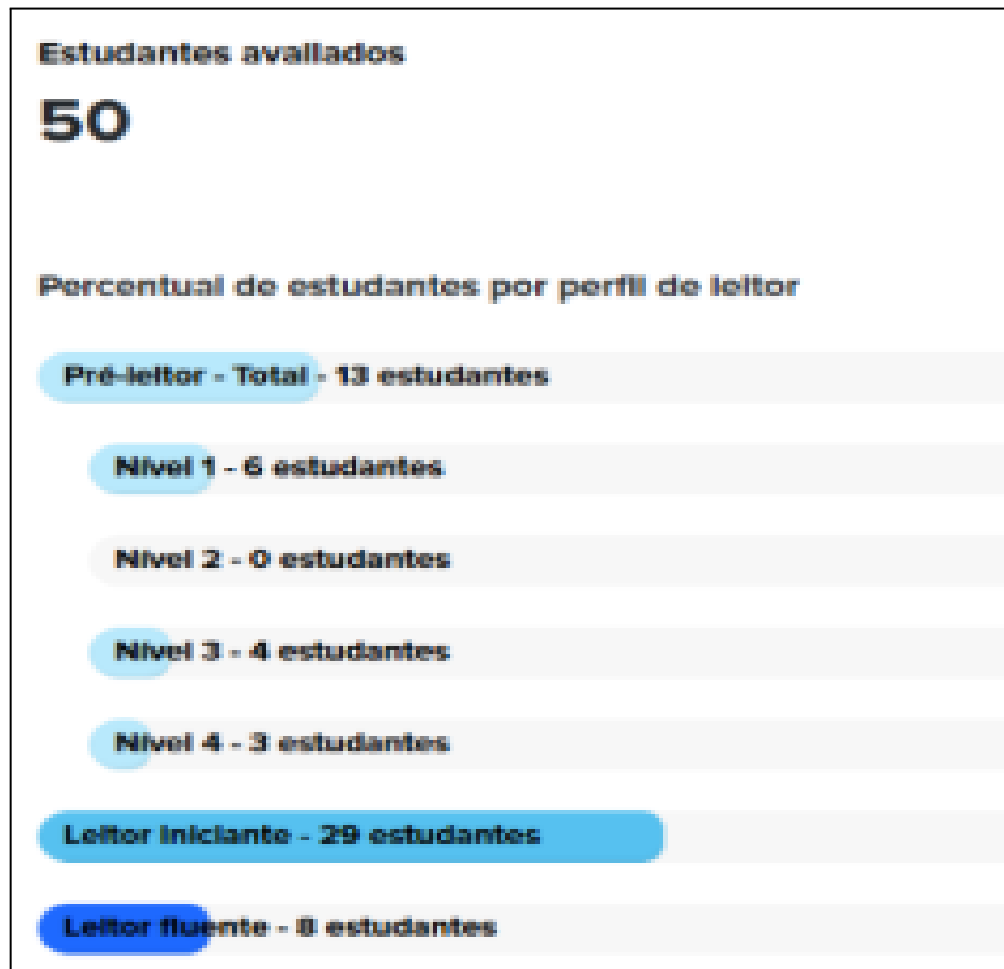 Estudantes avaliados
50
Percentual de estudantes por perfil de leitor
Pré-leitor - Total - 13 estudantes
Nível 1 - 6 estudantes
Nível 2 - 0 estudantes
Nível 3 - 4 estudantes
Nível 4 - 3 estudantes
Leitor iniciante - 29 estudantes
Leitor fluente - 8 estudantes